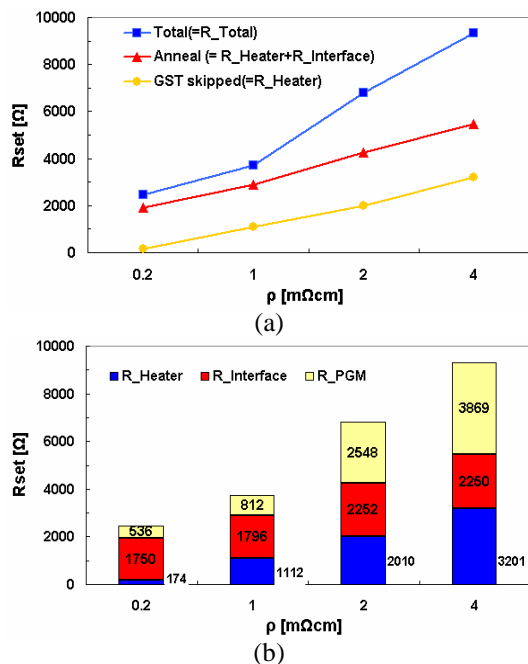 10000
8000
6000
4000
2000
0
Rset [Ω]
Total(=R_Total)
Anneal (= R_Heater+R_Interface)
GST skipped(=R_Heater)
0.2 1 2 4
ρ [mΩcm]
(a)
10000
8000
6000
4000
2000
0
Rset [Ω]
R_Heater R_Interface R_PGM
536 812 2548 3869
1750 1796 2252 2250
174 1112 2010 3201
0.2 1 2 4
ρ [mΩcm]
(b)